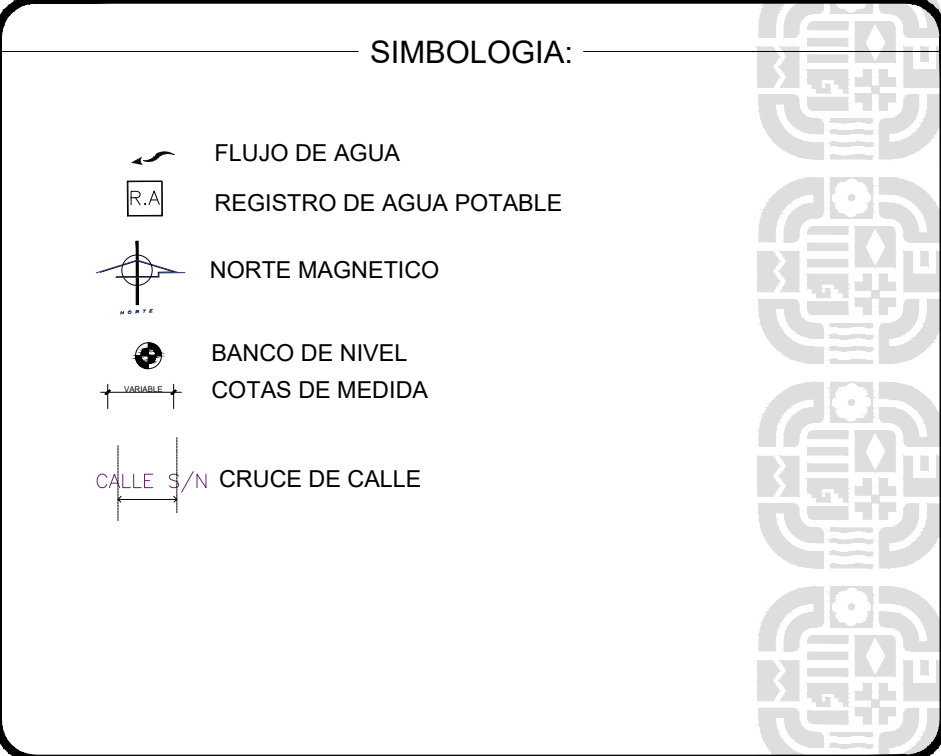 SIMBOLOGIA:
FLUJO DE AGUA
R.A REGISTRO DE AGUA POTABLE
NORTE MAGNETICO
NORTE
BANCO DE NIVEL
VARIABLE COTAS DE MEDIDA
CALLE S/N CRUCE DE CALLE